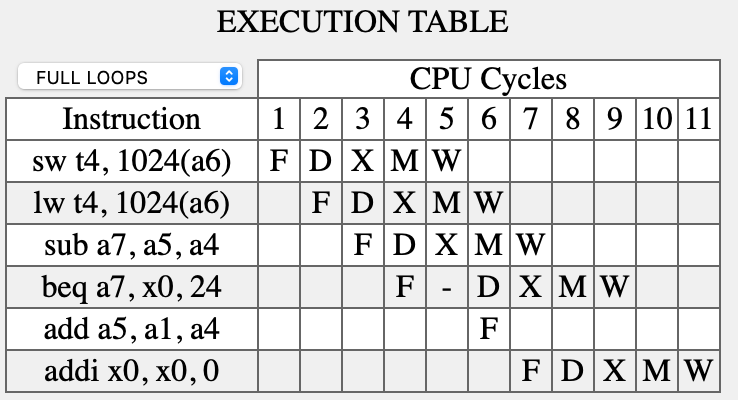 EXECUTION TABLE
FULL LOOPS CPU Cycles
Instruction 1 2 3 4 5 6 7 8 9 10 11
sw t4, 1024(a6) F D X M W
lw t4, 1024(a6) F D X M W
sub a7, a5, a4 F D X M W
beq a7, x0, 24 F - D X M W
add a5, a1, a4 F
addi x0, x0, 0 F D X M W